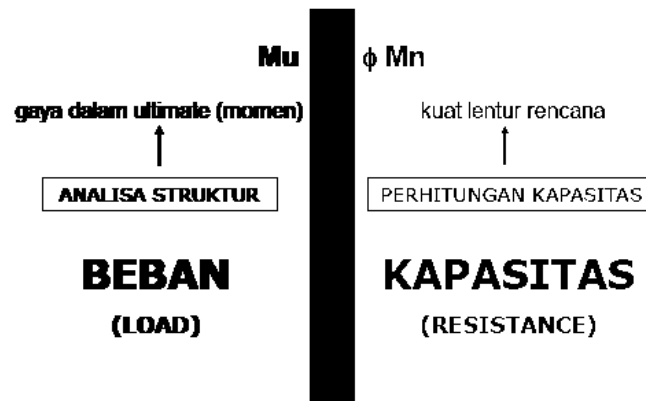 Mu
gaya dalam ultimate (momen)
ANALISA STRUKTUR
BEBAN
(LOAD)
ϕ Mn
kuat lentur rencana
PERHITUNGAN KAPASITAS
KAPASITAS
(RESISTANCE)